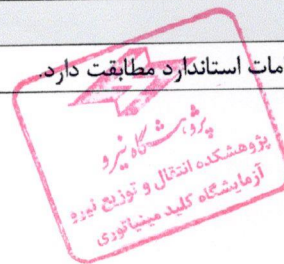 مات استاندارد مطابقت دارد.
پژوهشگاه نیرو
پژوهشکده انتقال و توزیع نیرو
آزمایشگاه کلید مینیاتوری